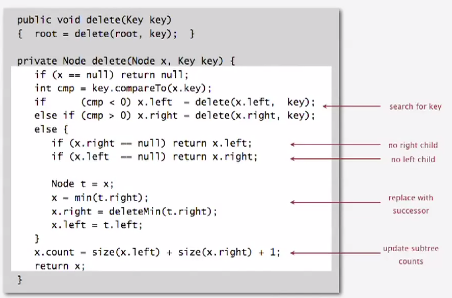 public void delete(Key key)
{  root = delete(root, key);  }
private Node delete(Node x, Key key) {
if (x == null) return null;
int cmp = key.compareTo(x.key);
if      (cmp < 0) x.left  = delete(x.left,  key);
search for key
else if (cmp > 0) x.right = delete(x.right, key);
else {
if (x.right == null) return x.left;
no right child
if (x.left  == null) return x.right;
no left child
Node t = x;
x = min(t.right);
replace with
x.right = deleteMin(t.right);
successor
x.left = t.left;
}
update subtree
x.count = size(x.left) + size(x.right) + 1;
counts
return x;
}